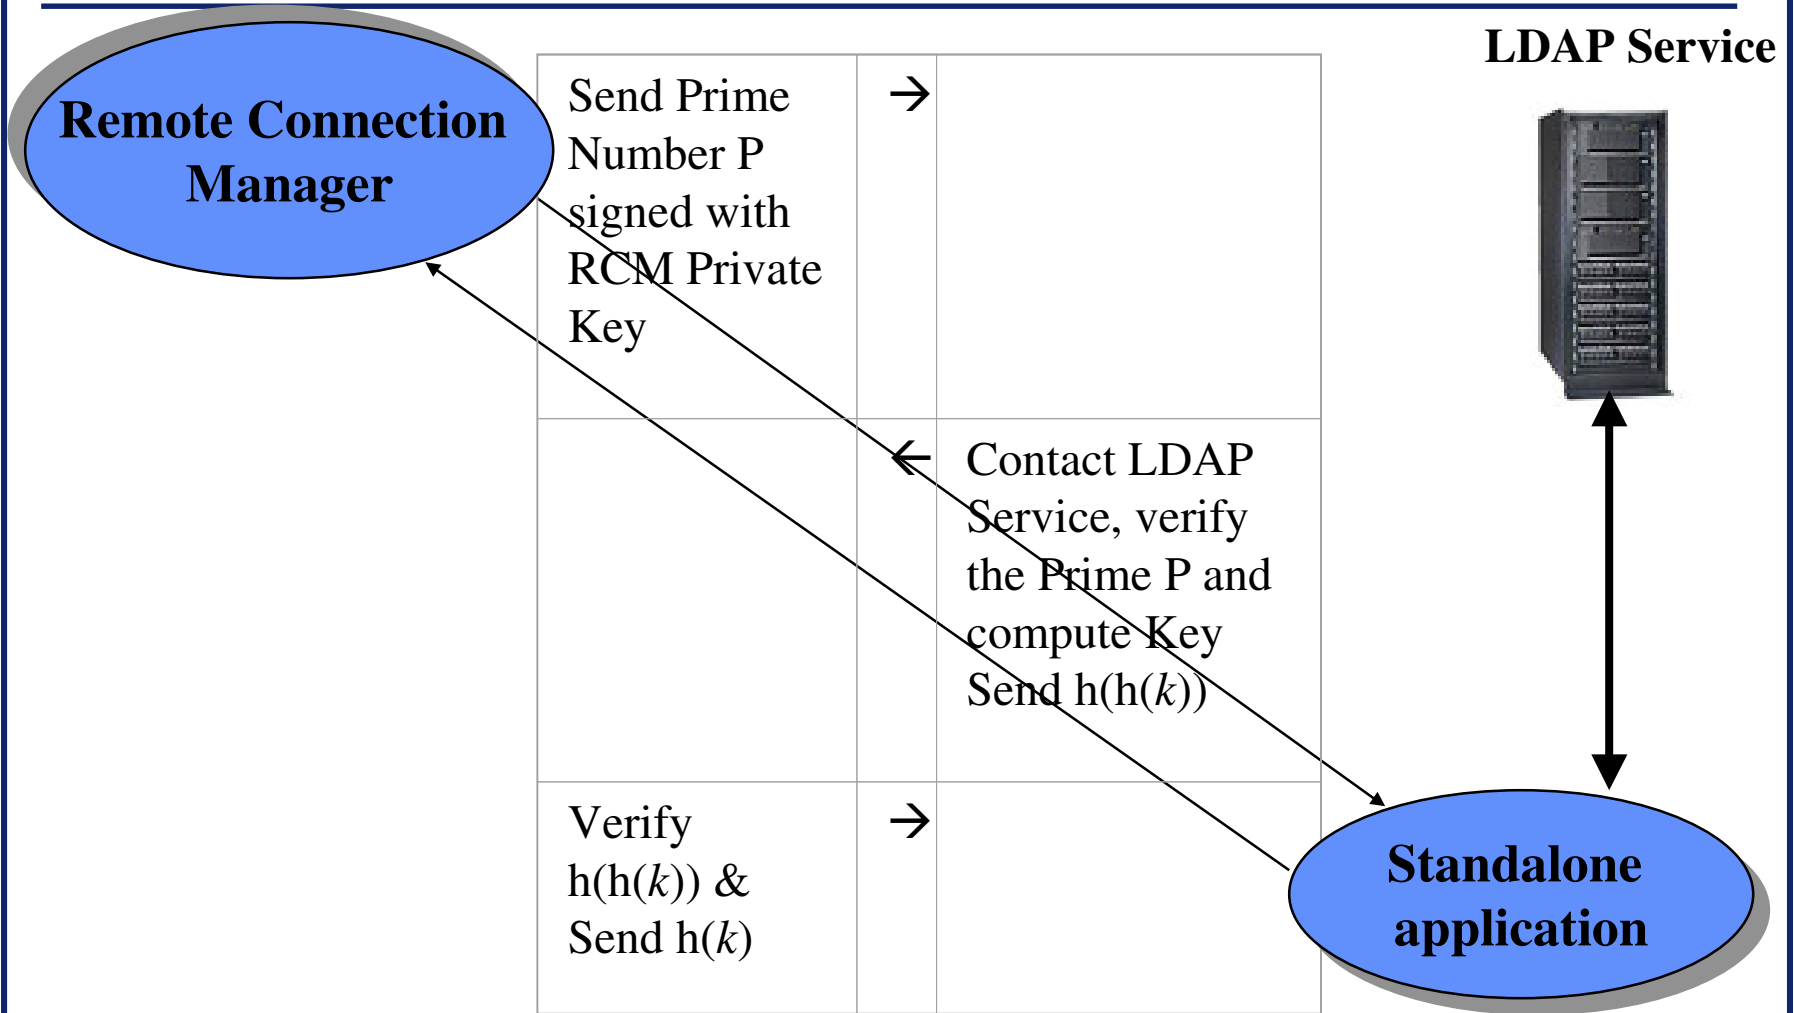 LDAP Service
Remote Connection
Manager
Send Prime
Number P
signed with
RCM Private
Key
→
←
Contact LDAP
Service, verify
the Prime P and
compute Key
Send h(h(k))
Verify
h(h(k)) &
Send h(k)
→
Standalone
application